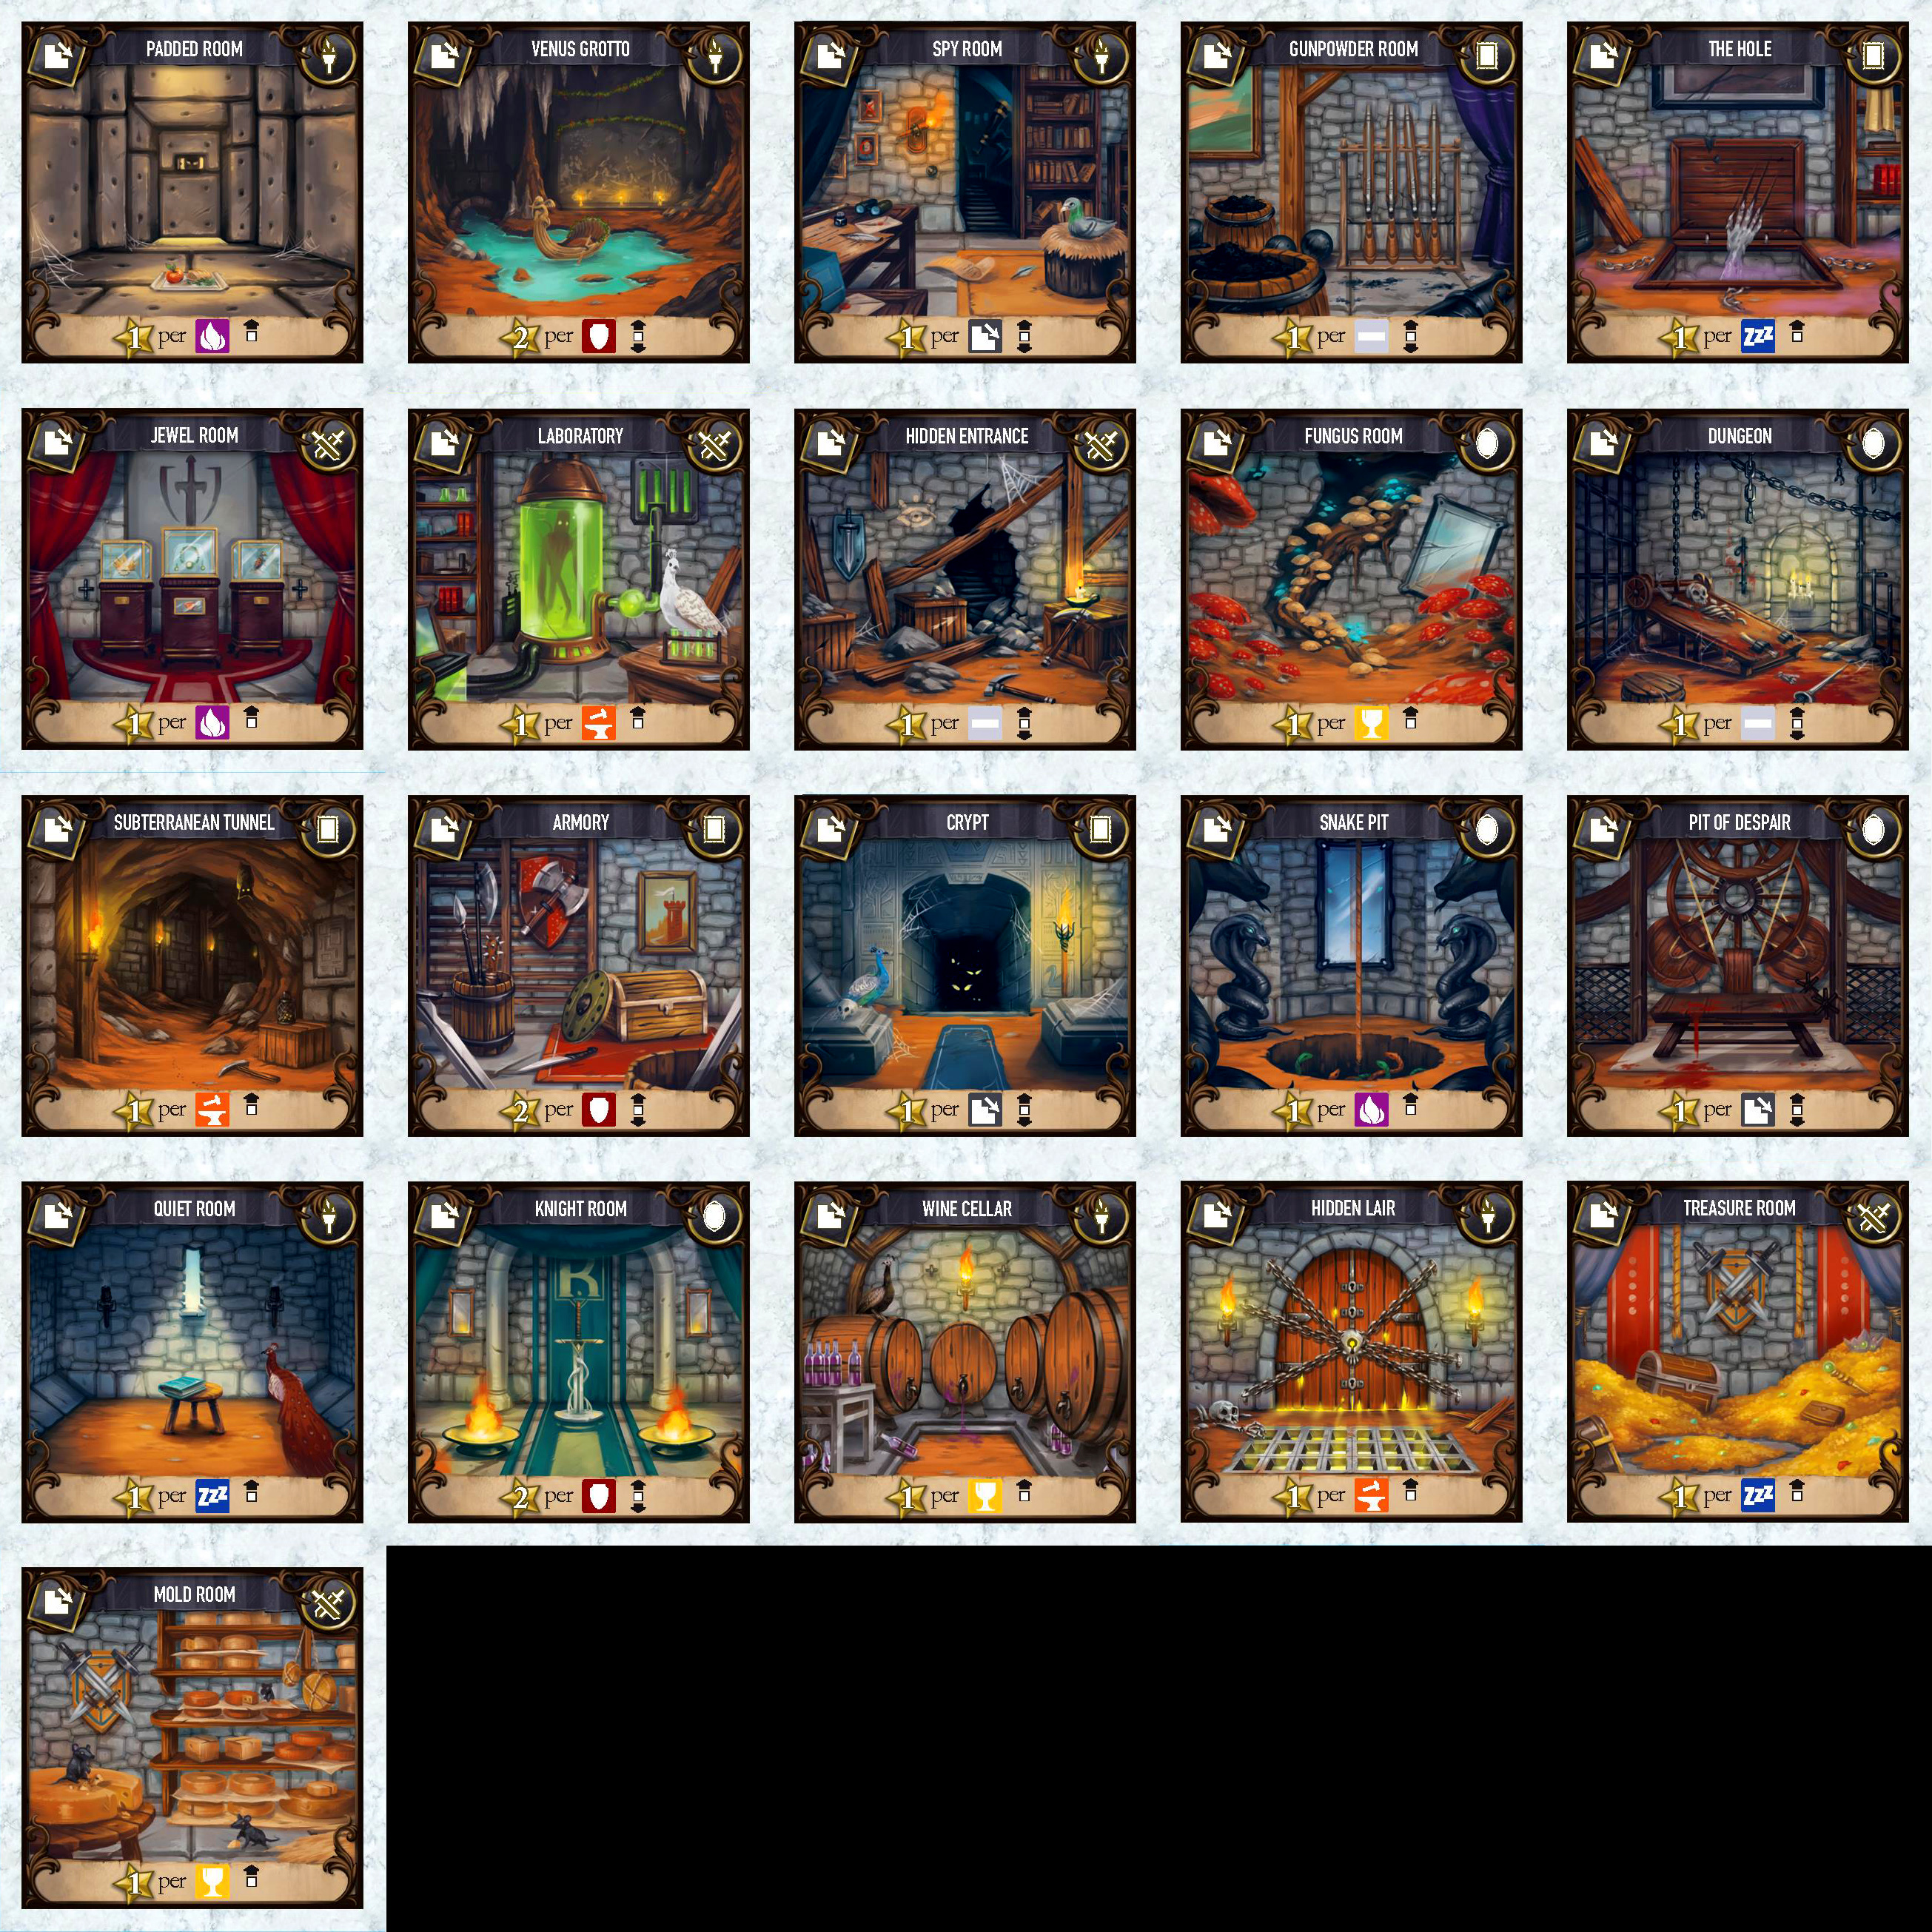 PADDED ROOM
VENUS GROTTO
SPY ROOM
GUNPOWDER ROOM
THE HOLE
1 per
2 per
1 per
1 per
1 per ZZZ
JEWEL ROOM
LABORATORY
HIDDEN ENTRANCE
FUNGUS ROOM
DUNGEON
1 per
1 per
1 per
1 per
1 per
SUBTERRANEAN TUNNEL
ARMORY
CRYPT
SNAKE PIT
PIT OF DESPAIR
1 per
2 per
1 per
1 per
1 per
QUIET ROOM
KNIGHT ROOM
WINE CELLAR
HIDDEN LAIR
TREASURE ROOM
1 per ZZZ
2 per
1 per
1 per
1 per ZZZ
MOLD ROOM
1 per